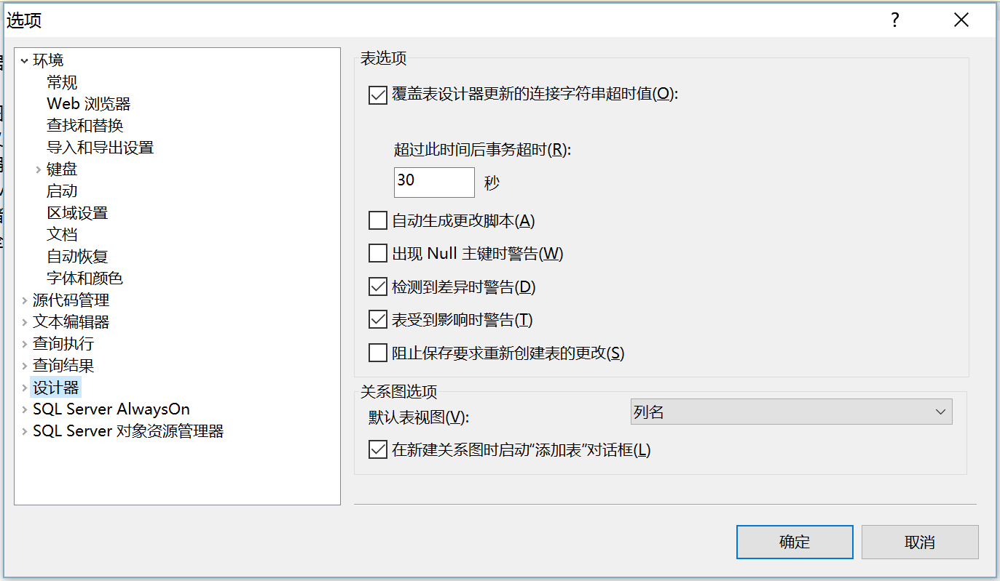 选项
?
环境
常规
Web 浏览器
查找和替换
导入和导出设置
键盘
启动
区域设置
文档
自动恢复
字体和颜色
源代码管理
文本编辑器
查询执行
查询结果
设计器
SQL Server AlwaysOn
SQL Server 对象资源管理器
表选项
覆盖表设计器更新的连接字符串超时值(O):
超过此时间后事务超时(R):
30 秒
自动生成更改脚本(A)
出现 Null 主键时警告(W)
检测到差异时警告(D)
表受到影响时警告(T)
阻止保存要求重新创建表的更改(S)
关系图选项
默认表视图(V): 列名
在新建关系图时启动“添加表”对话框(L)
确定 取消